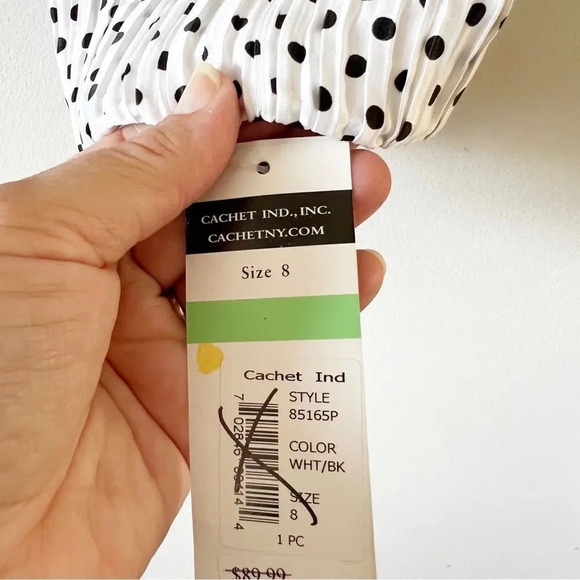 CACHET IND., INC.
CACHETNY.COM
Size 8
Cachet Ind
STYLE
85165P
COLOR
WHT/BK
SIZE
8
1 PC
$89.99